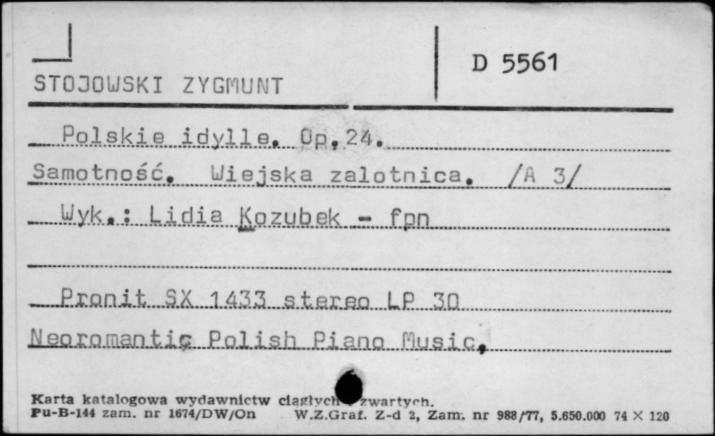 D 5561
STOJOWSKI ZYGMUNT
Polskie idylle. Op.24.
Samotność. Wiejska zalotnica. /A 3/
Wyk.: Lidia Kozubek - fpn
Pronit SX 1433 stereo LP 30
Neoromantic Polish Piano Music.
Karta katalogowa wydawnictw ciągłych zwartych.
Pu-B-144 zam. nr 1674/DW/On W.Z.Graf. Z-d 2, Zam. nr 988/77, 5.650.000 74 X 120